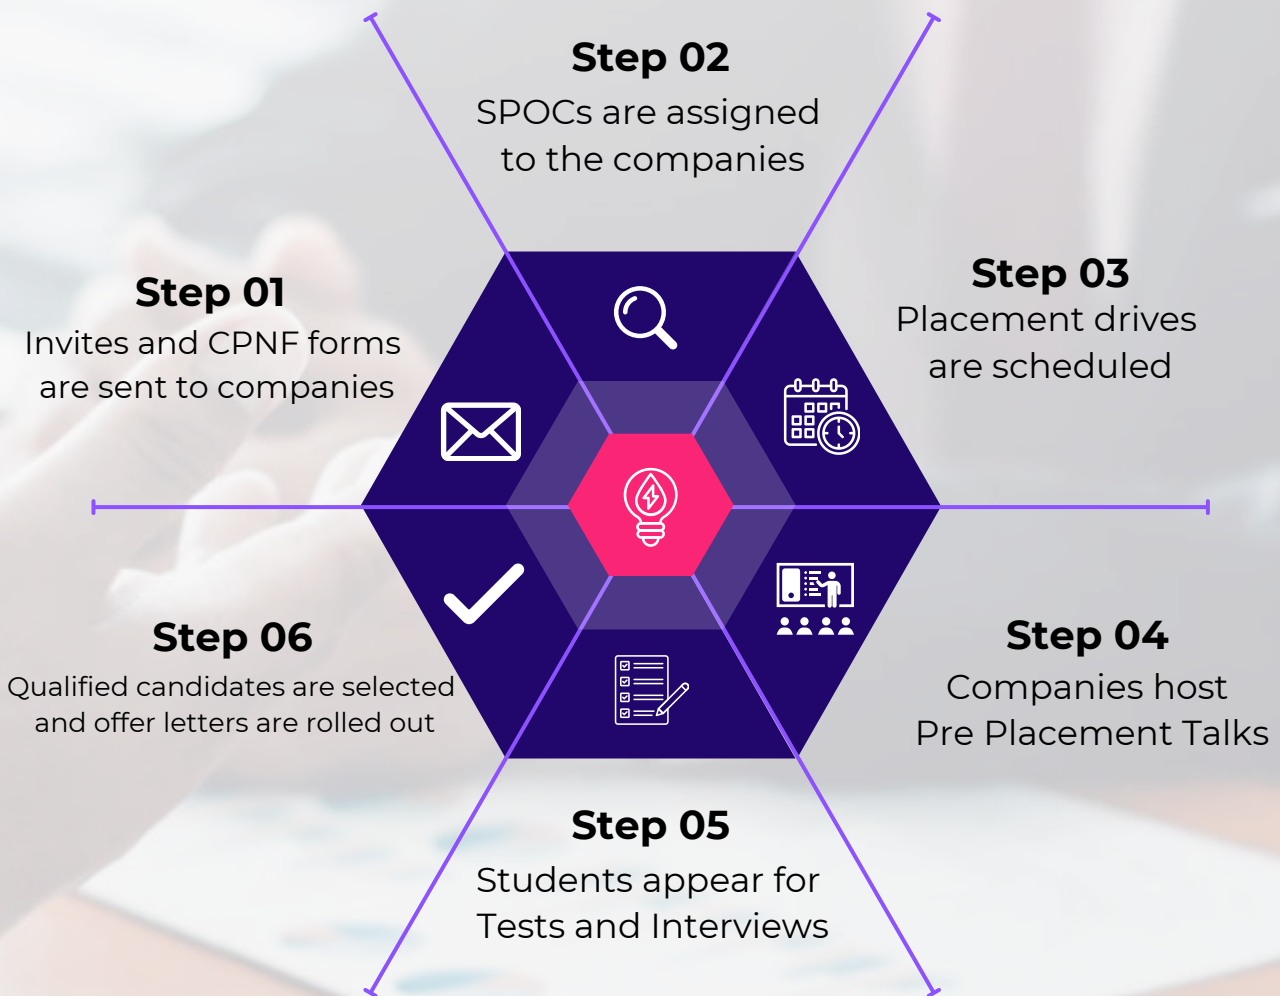 Step 01
Invites and CPNF forms
are sent to companies
Step 02
SPOCs are assigned
to the companies
Step 03
Placement drives
are scheduled
Step 04
Companies host
Pre Placement Talks
Step 05
Students appear for
Tests and Interviews
Step 06
Qualified candidates are selected
and offer letters are rolled out